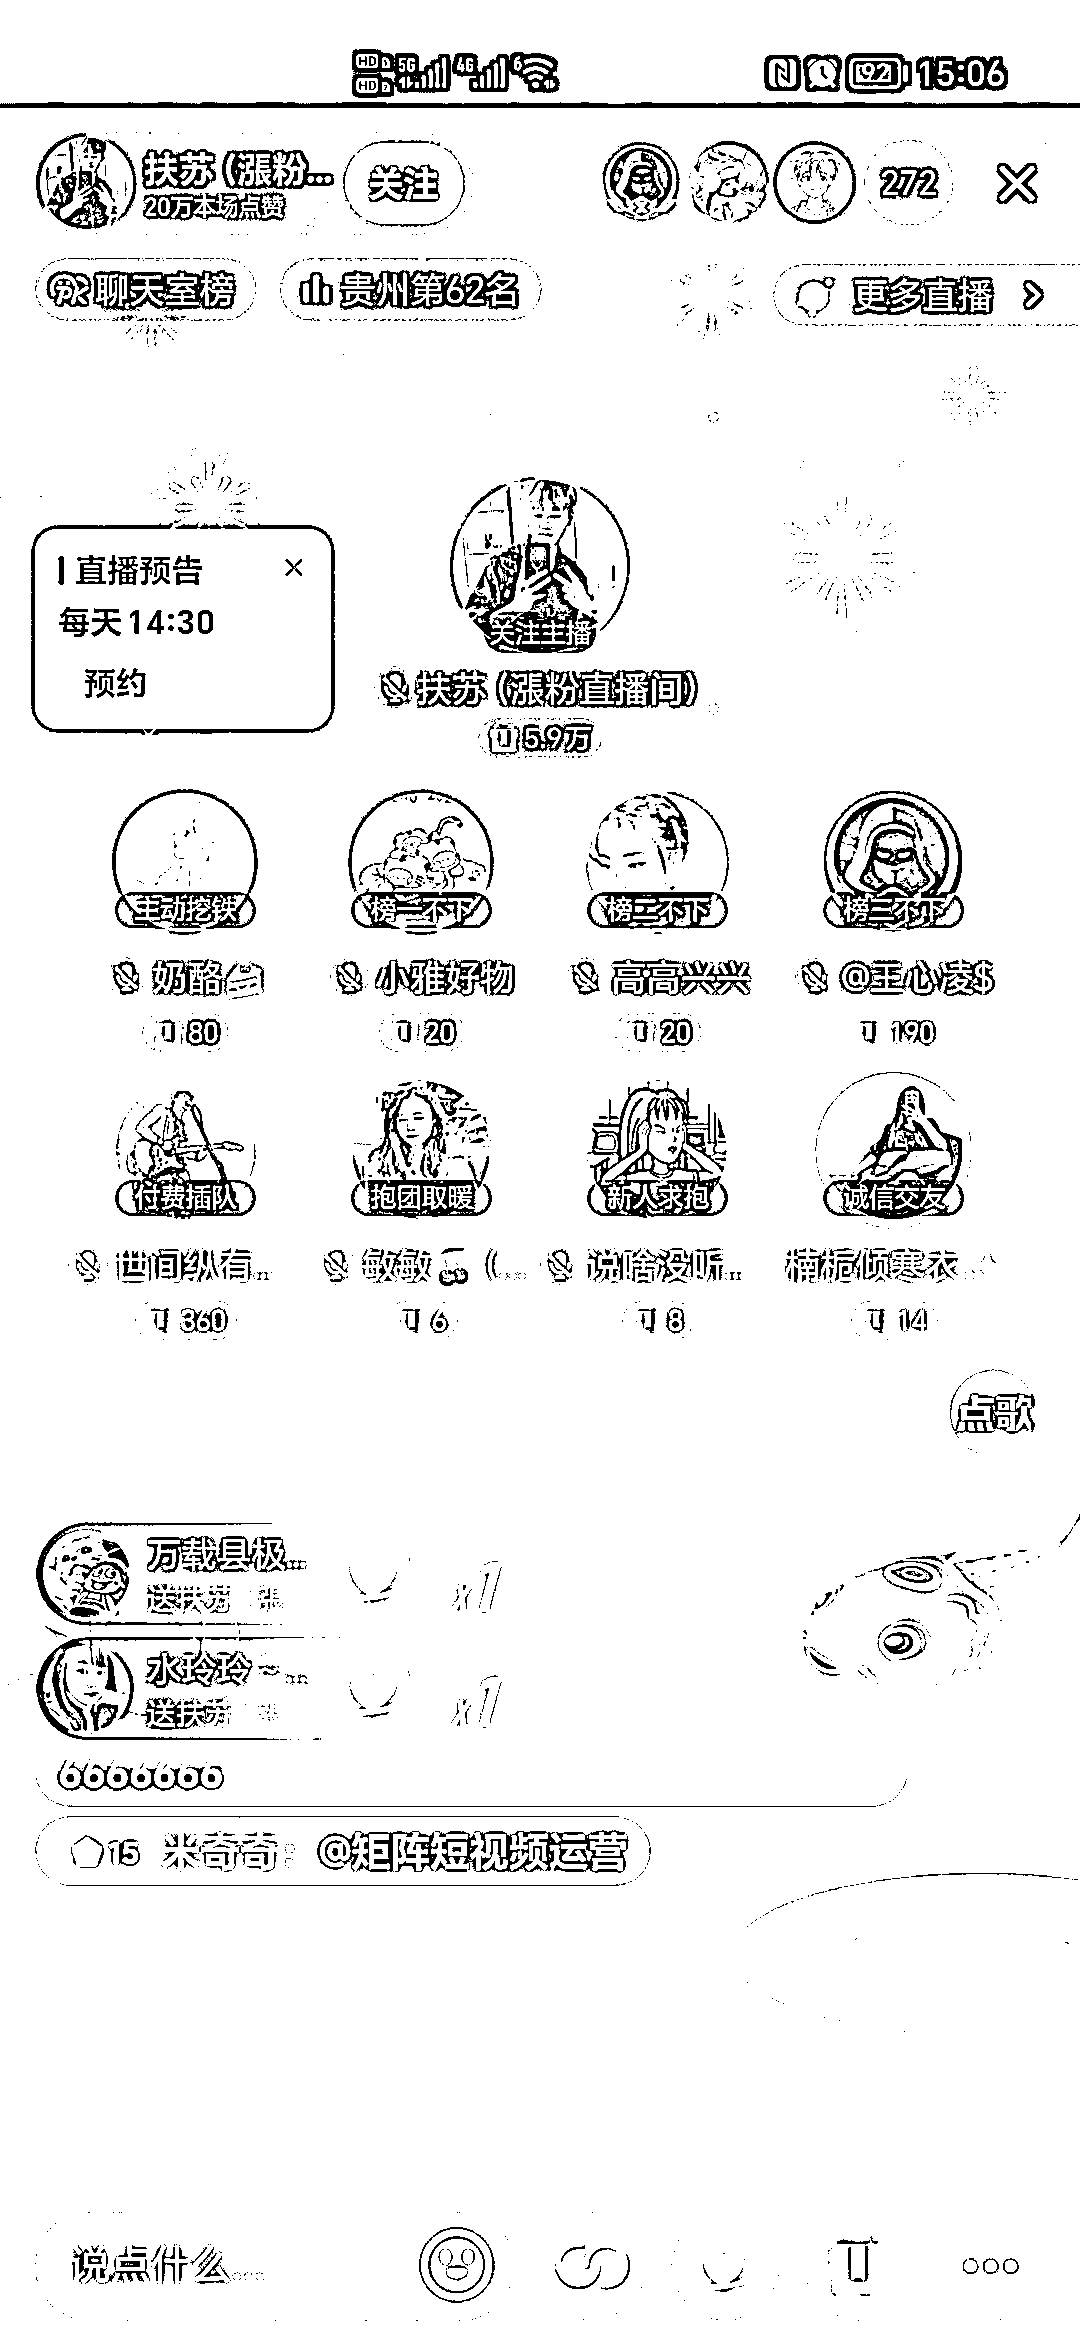 HD 5G 4G 6 92 15:06
HD 2
扶苏 (漲粉... 关注 272
20万本场点赞
聊天室榜 贵州第62名 更多直播
直播预告
每天14:30
预约
关注主播
扶苏 (漲粉直播间)
5.9万
主动挖铁 榜一不下 榜二不下 榜三不下
奶酪 小雅好物 高高兴兴 @王心凌$
80 20 20 190
付费插队 抱团取暖 新人求抱 诚信交友
世间纵有... 敏敏 (... 说啥没听... 楠栀倾寒衣...
360 6 8 14
点歌
万载县极...
送扶苏 漲 x1
水玲玲 ...
送扶苏 x1
6666666
15 米奇奇: @矩阵短视频运营
说点什么...